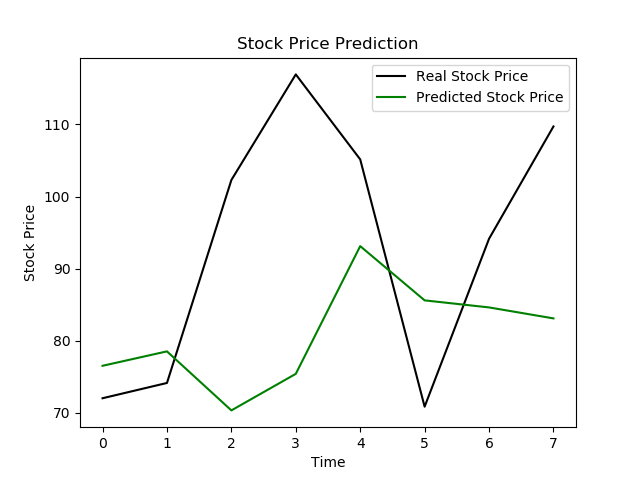 Stock Price Prediction
Real Stock Price
Predicted Stock Price
Stock Price
110
100
90
80
70
0 1 2 3 4 5 6 7
Time